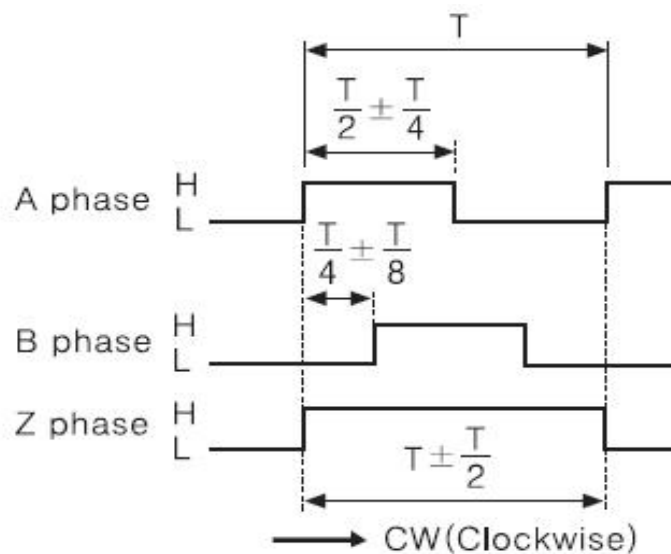 T
T/2 ± T/4
A phase H
L
T/4 ± T/8
B phase H
L
Z phase H
L
T ± T/2
CW(Clockwise)